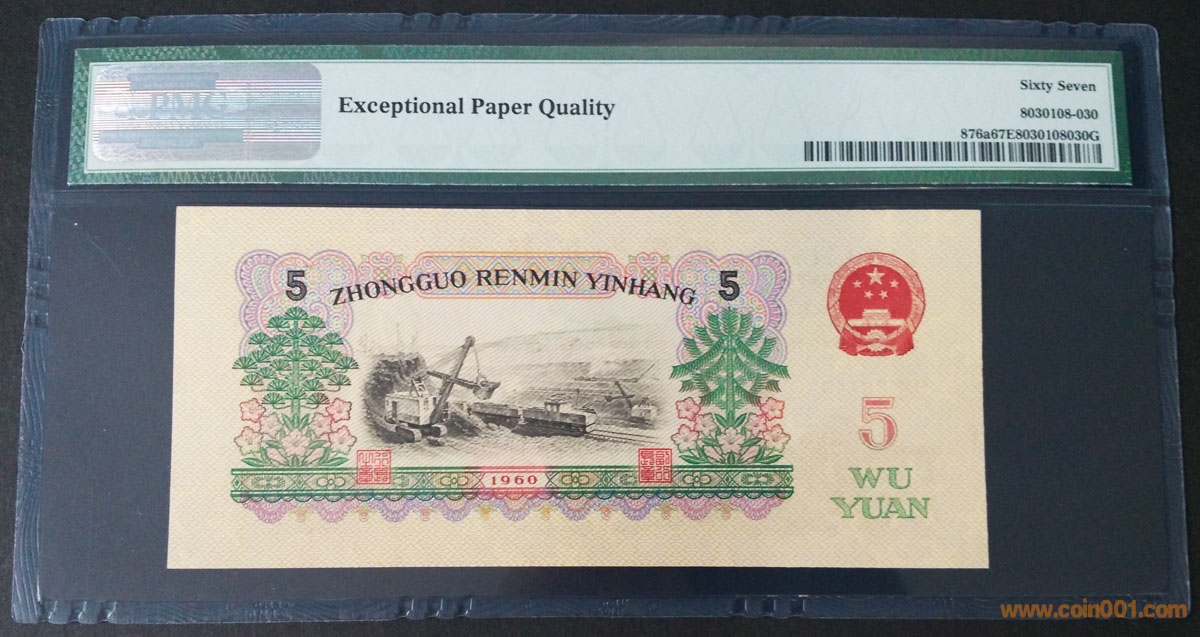 PMG
Exceptional Paper Quality
Sixty Seven
8030108-030
876a67E8030108030G
5 ZHONGGUO RENMIN YINHANG 5
5
WU
YUAN
1960
www.coin001.com